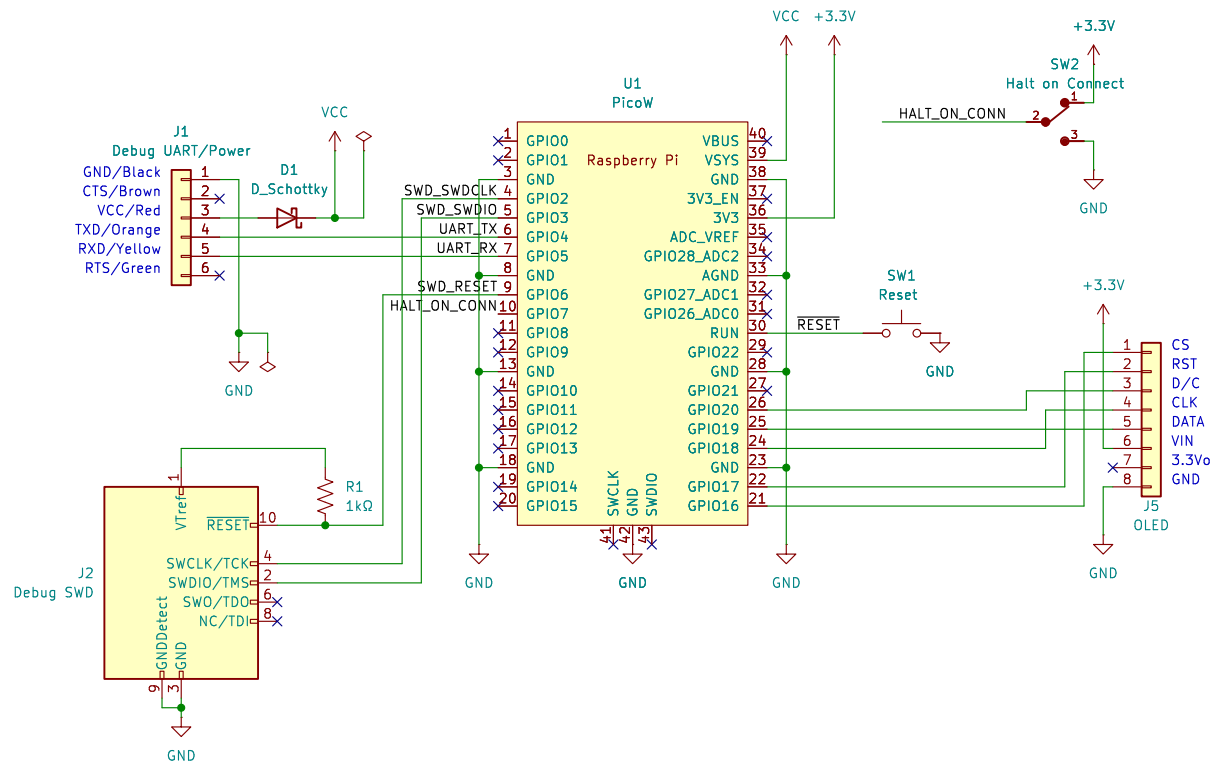 VCC
+3.3V
+3.3V
SW2
Halt on Connect
1
2
3
HALT_ON_CONN
GND
U1
PicoW
Raspberry Pi
1 GPIO0
2 GPIO1
3 GND
SWD_SWDCLK 4 GPIO2
SWD_SWDIO 5 GPIO3
UART_TX 6 GPIO4
UART_RX 7 GPIO5
8 GND
SWD_RESET 9 GPIO6
HALT_ON_CONN 10 GPIO7
11 GPIO8
12 GPIO9
13 GND
14 GPIO10
15 GPIO11
16 GPIO12
17 GPIO13
18 GND
19 GPIO14
20 GPIO15
VBUS 40
VSYS 39
GND 38
3V3_EN 37
3V3 36
ADC_VREF 35
GPIO28_ADC2 34
AGND 33
GPIO27_ADC1 32
GPIO26_ADC0 31
RUN 30
GPIO22 29
GND 28
GPIO21 27
GPIO20 26
GPIO19 25
GPIO18 24
GND 23
GPIO17 22
GPIO16 21
SWCLK 41
GND 42
SWDIO 43
GND
GND
GND
RESET
SW1
Reset
GND
J1
Debug UART/Power
GND/Black 1
CTS/Brown 2
VCC/Red 3
TXD/Orange 4
RXD/Yellow 5
RTS/Green 6
D1
D_Schottky
VCC
GND
J2
Debug SWD
VTref 1
RESET 10
SWCLK/TCK 4
SWDIO/TMS 2
SWO/TDO 6
NC/TDI 8
GNDDetect 9
GND 3
GND
R1
1kΩ
+3.3V
1 CS
2 RST
3 D/C
4 CLK
5 DATA
6 VIN
7 3.3Vo
8 GND
J5
OLED
GND